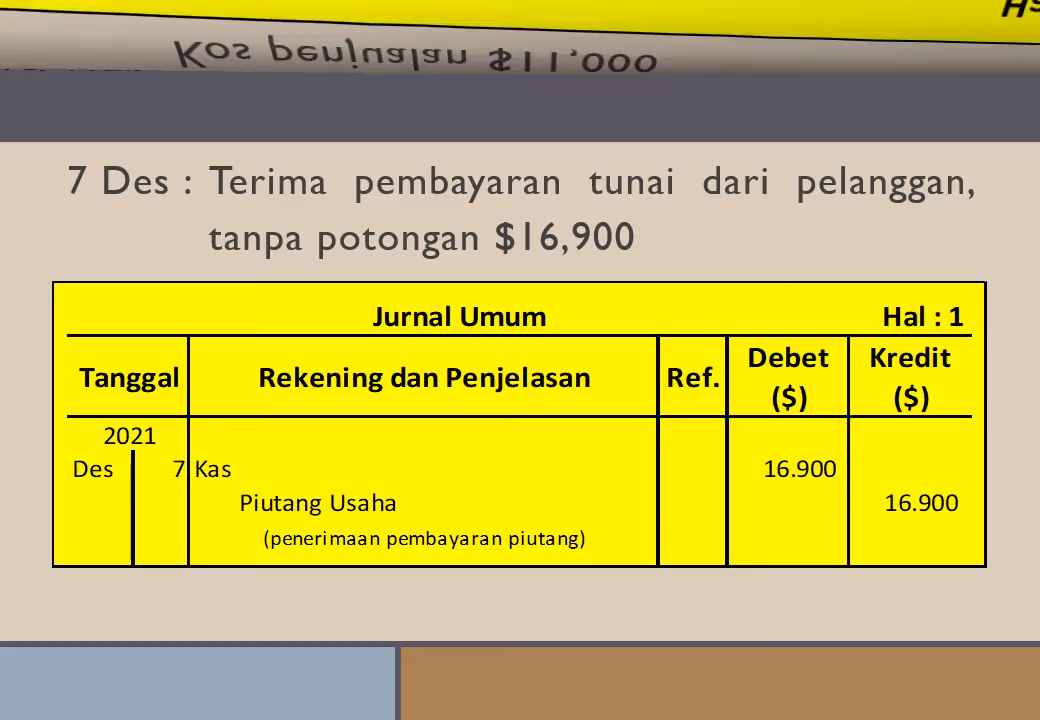 Kos penjualan $11,000
7 Des : Terima pembayaran tunai dari pelanggan,
tanpa potongan $16,900
Jurnal Umum Hal : 1
Tanggal Rekening dan Penjelasan Ref. Debet ($) Kredit ($)
2021
Des 7 Kas 16.900
Piutang Usaha 16.900
(penerimaan pembayaran piutang)